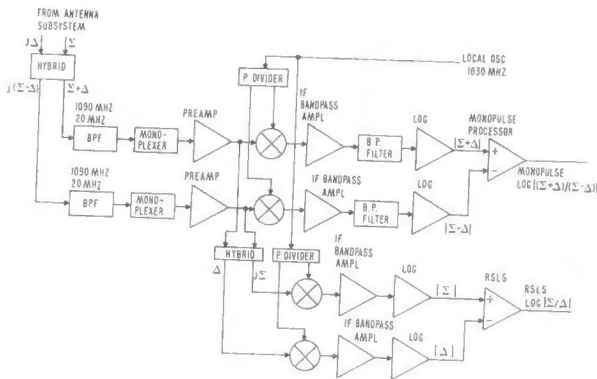 FROM ANTENNA
SUBSYSTEM
jΔ Σ
HYBRID
j(Σ-Δ) Σ+Δ
LOCAL OSC
1030 MHZ
P. DIVIDER
1090 MHZ
20 MHZ
BPF
MONO-
PLEXER
PREAMP
IF
BANDPASS
AMPL
B.P.
FILTER
LOG
|Σ+Δ|
MONOPULSE
PROCESSOR
+
−
MONOPULSE
LOG|(Σ+Δ)/(Σ-Δ)|
1090 MHZ
20 MHZ
BPF
MONO-
PLEXER
PREAMP
IF BANDPASS
AMPL
B.P.
FILTER
LOG
|Σ-Δ|
HYBRID
Δ jΣ
P. DIVIDER
IF
BANDPASS
AMPL
LOG
|Σ|
RSLS
+
−
RSLS
LOG|Σ/Δ|
IF BANDPASS
AMPL
LOG
|Δ|